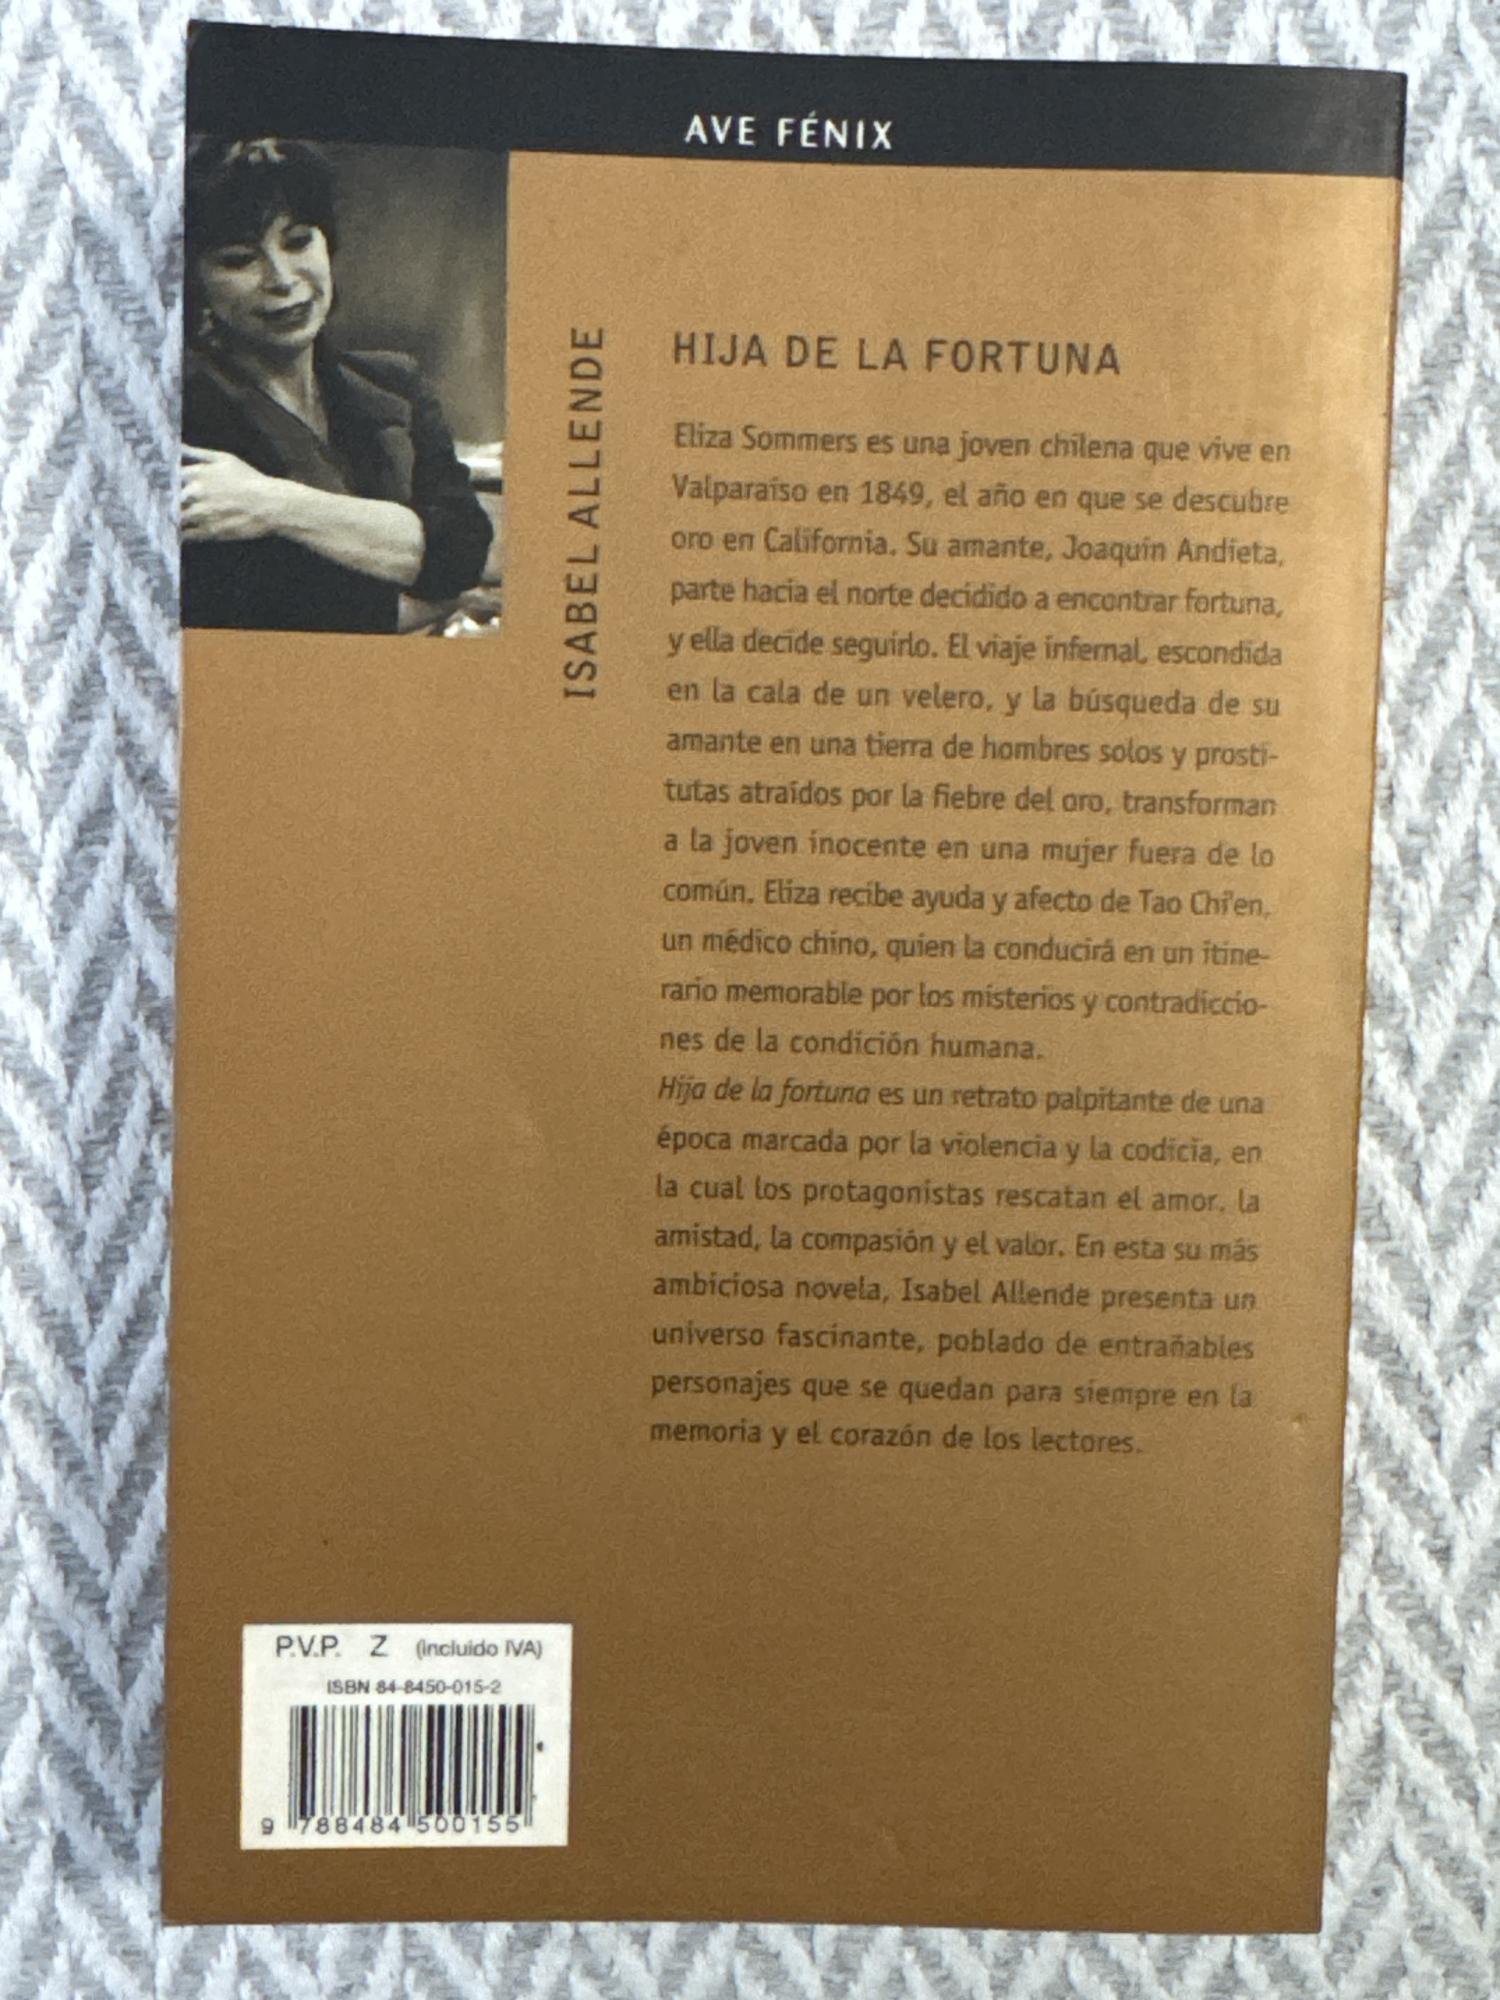 AVE FÉNIX
ISABEL ALLENDE
HIJA DE LA FORTUNA
Eliza Sommers es una joven chilena que vive en
Valparaíso en 1849, el año en que se descubre
oro en California. Su amante, Joaquín Andieta,
parte hacia el norte decidido a encontrar fortuna,
y ella decide seguirlo. El viaje infernal, escondida
en la cala de un velero, y la búsqueda de su
amante en una tierra de hombres solos y prosti-
tutas atraídos por la fiebre del oro, transforman
a la joven inocente en una mujer fuera de lo
común. Eliza recibe ayuda y afecto de Tao Chi'en,
un médico chino, quien la conducirá en un itine-
rario memorable por los misterios y contradiccio-
nes de la condición humana.
Hija de la fortuna es un retrato palpitante de una
época marcada por la violencia y la codicia, en
la cual los protagonistas rescatan el amor, la
amistad, la compasión y el valor. En esta su más
ambiciosa novela, Isabel Allende presenta un
universo fascinante, poblado de entrañables
personajes que se quedan para siempre en la
memoria y el corazón de los lectores.
P.V.P. Z (incluido IVA)
ISBN 84-8450-015-2
9 788484 500155